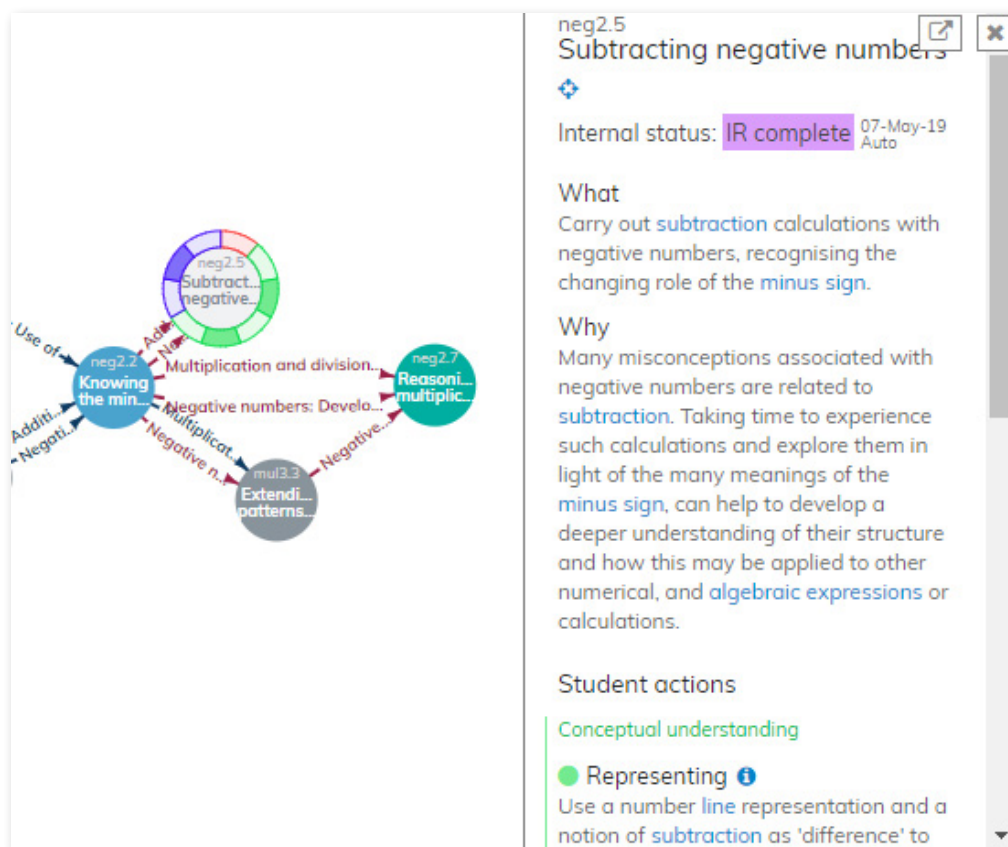 neg2.5
Subtract...
negative...
Use of
Additi...
Negati...
neg2.2
Knowing
the min...
Addi
Ne
Multiplication and division...
Negative numbers: Develo...
Multiplicat...
Negative n...
neg2.7
Reasoni...
multiplic...
mul3.3
Extendi...
patterns...
Negative...
neg2.5
Subtracting negative numbers
Internal status: IR complete 07-May-19
Auto
What
Carry out subtraction calculations with
negative numbers, recognising the
changing role of the minus sign.
Why
Many misconceptions associated with
negative numbers are related to
subtraction. Taking time to experience
such calculations and explore them in
light of the many meanings of the
minus sign, can help to develop a
deeper understanding of their structure
and how this may be applied to other
numerical, and algebraic expressions or
calculations.
Student actions
Conceptual understanding
Representing
Use a number line representation and a
notion of subtraction as 'difference' to